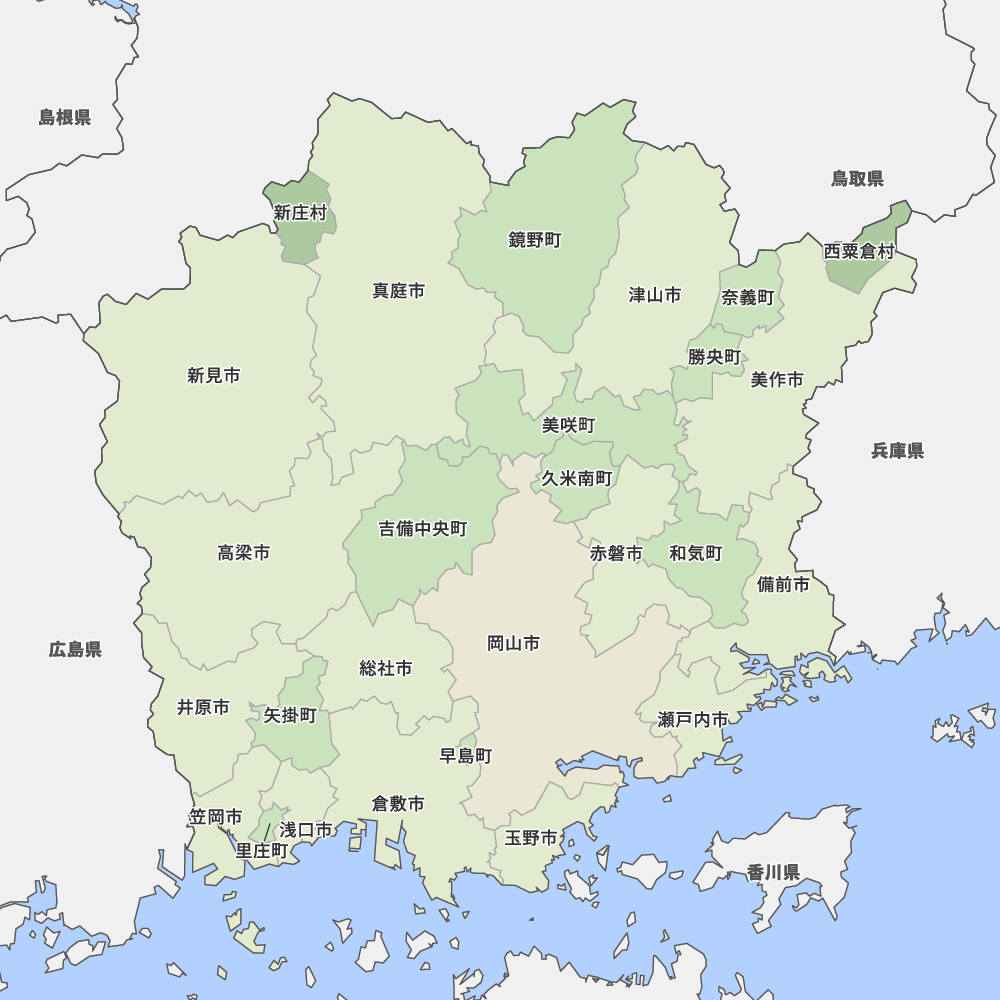 島根県
鳥取県
新庄村
鏡野町
西粟倉村
真庭市
津山市
奈義町
勝央町
新見市
美作市
美咲町
兵庫県
久米南町
吉備中央町
高梁市
赤磐市
和気町
備前市
広島県
岡山市
総社市
井原市
矢掛町
瀬戸内市
早島町
倉敷市
笠岡市
浅口市
玉野市
里庄町
香川県